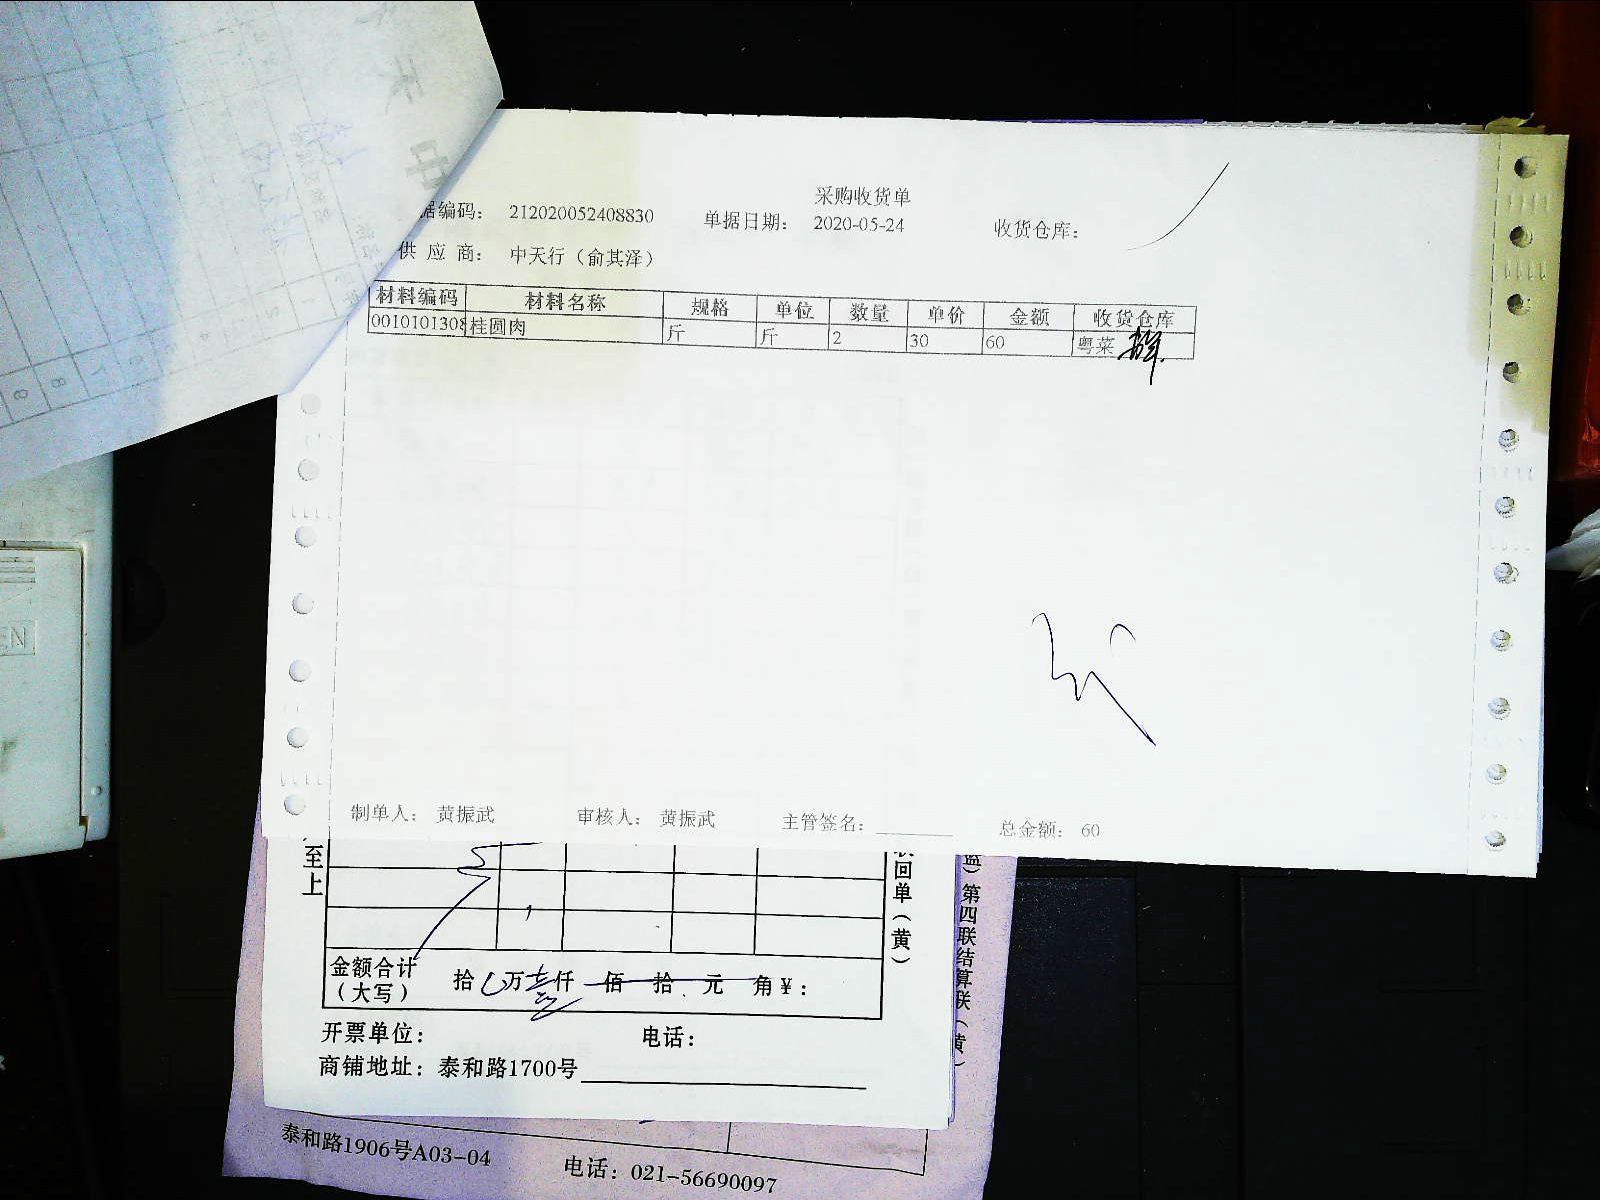 采购收货单
据编码： 212020052408830 单据日期： 2020-05-24 收货仓库：
供 应 商： 中天行（俞其泽）
材料编码 材料名称 规格 单位 数量 单价 金额 收货仓库
0010101308 桂圆肉 斤 斤 2 30 60 粤菜
制单人： 黄振武 审核人： 黄振武 主管签名： 总金额： 60
至上
回单（黄）
第四联结算联（黄）
金额合计（大写） 拾 万 仟 佰 拾 元 角 ¥：
开票单位： 电话：
商铺地址：泰和路1700号
泰和路1906号A03-04 电话：021-56690097